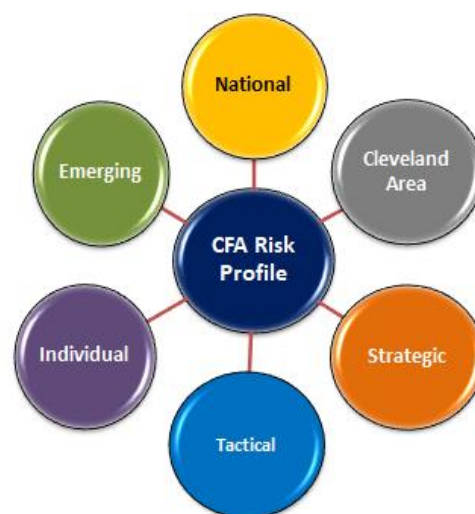 National
Emerging
Cleveland
Area
CFA Risk
Profile
Individual
Strategic
Tactical